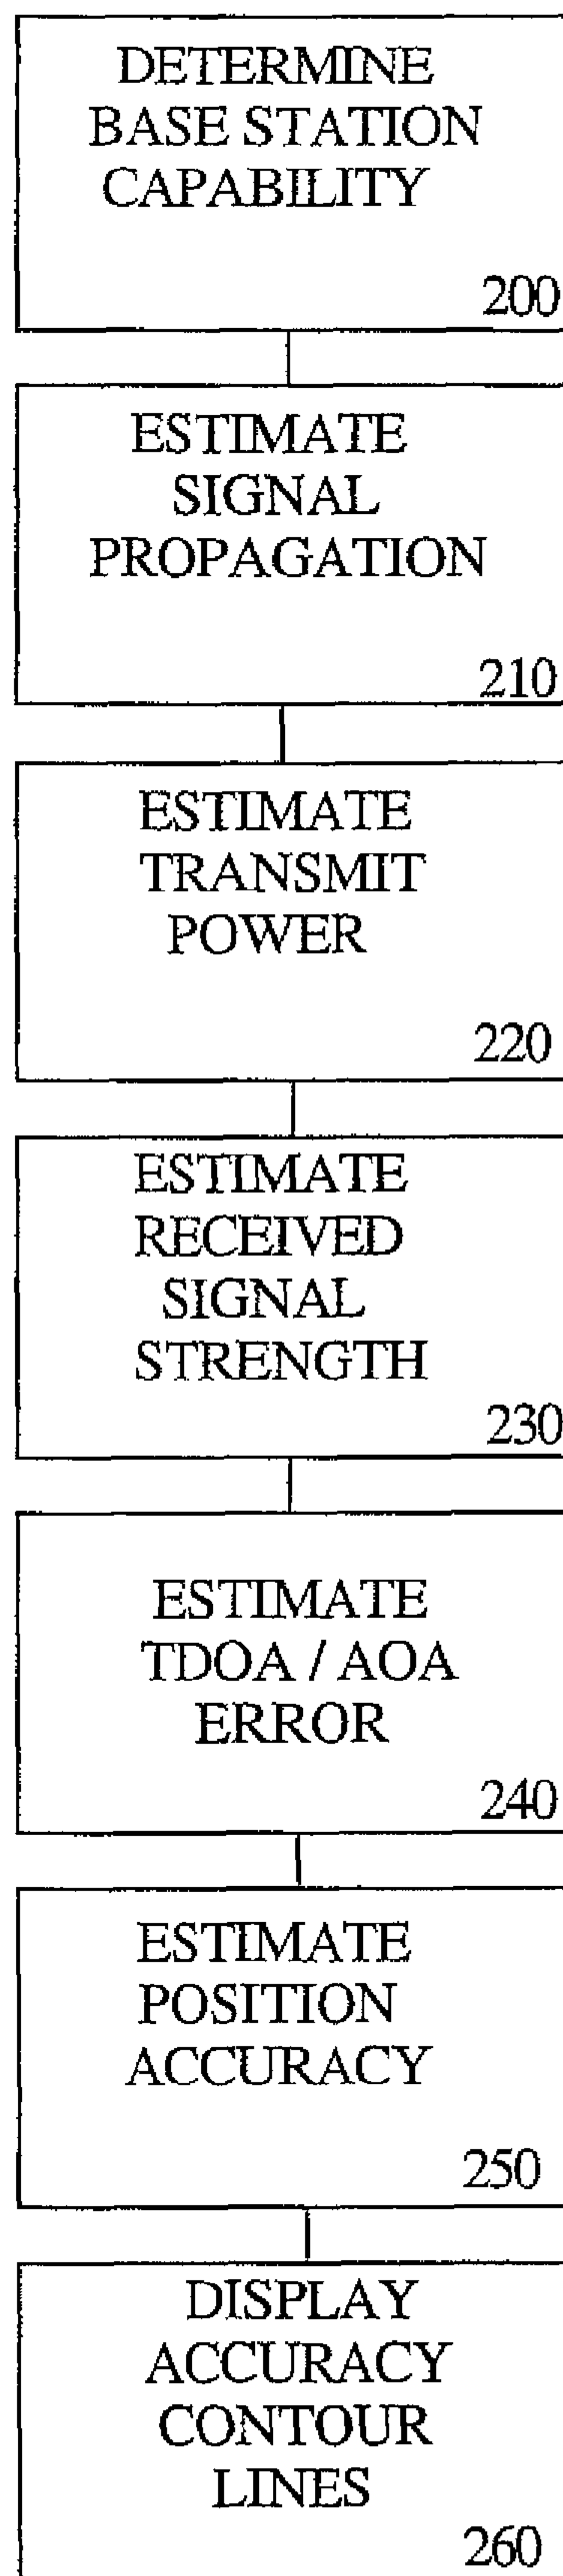 DETERMINE
BASE STATION
CAPABILITY
200
ESTIMATE
SIGNAL
PROPAGATION
210
ESTIMATE
TRANSMIT
POWER
220
ESTIMATE
RECEIVED
SIGNAL
STRENGTH
230
ESTIMATE
TDOA / AOA
ERROR
240
ESTIMATE
POSITION
ACCURACY
250
DISPLAY
ACCURACY
CONTOUR
LINES
260